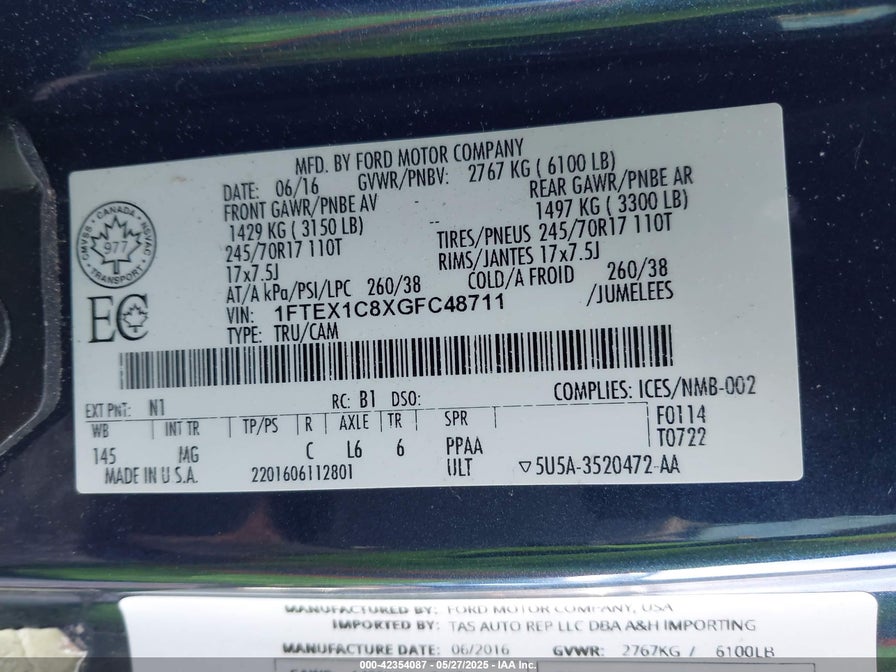 MFD. BY FORD MOTOR COMPANY
DATE: 06/16 GVWR/PNBV: 2767 KG ( 6100 LB)
FRONT GAWR/PNBE AV REAR GAWR/PNBE AR
1429 KG ( 3150 LB) -- 1497 KG ( 3300 LB)
245/70R17 110T TIRES/PNEUS 245/70R17 110T
17x7.5J RIMS/JANTES 17x7.5J
AT/A kPa/PSI/LPC 260/38 COLD/A FROID 260/38
VIN: 1FTEX1C8XGFC48711 /JUMELEES
TYPE: TRU/CAM
CMVSS CANADA NSVAC
977
TRANSPORT
EC
EXT PNT: N1 RC: B1 DSO: COMPLIES: ICES/NMB-002
WB INT TR TP/PS R AXLE TR SPR F0114
145 MG C L6 6 PPAA T0722
MADE IN U.S.A. 2201606112801 ULT ▽5U5A-3520472-AA
MANUFACTURED BY: FORD MOTOR COMPANY, USA
IMPORTED BY: TAS AUTO REP LLC DBA A&H IMPORTING
MANUFACTURE DATE: 06/2016 GVWR: 2767KG / 6100LB
000-42354087 - 05/27/2025 - IAA Inc.